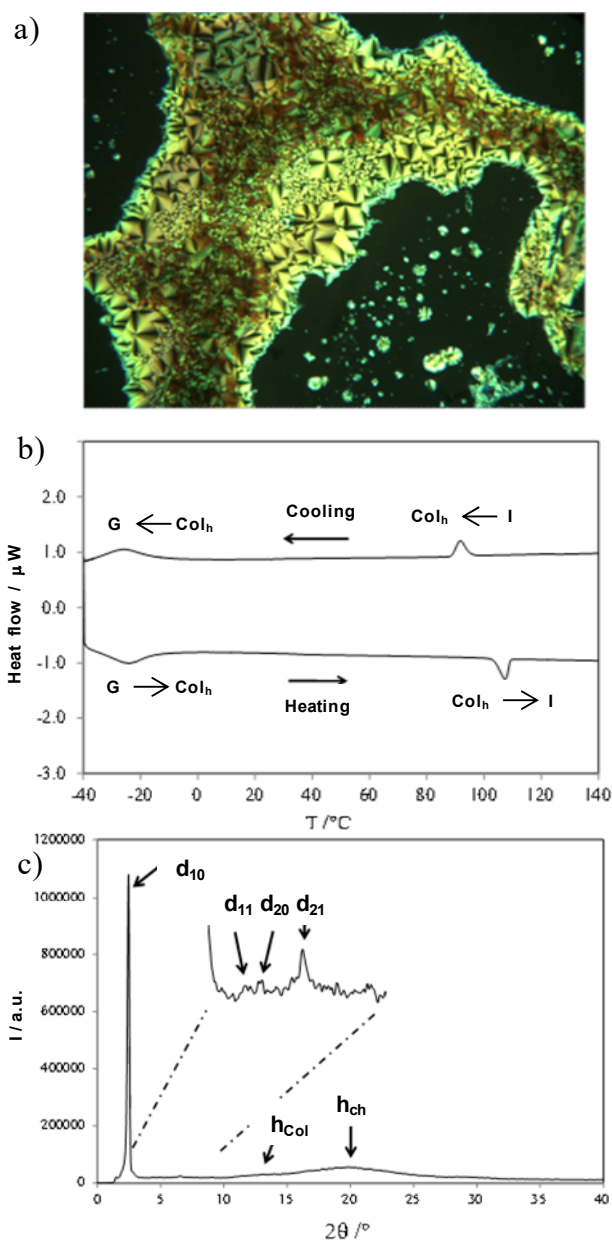 a)
b)
Heat flow / μW
2.0
1.0
0.0
-1.0
-2.0
-3.0
G ← Colₕ
Cooling
Colₕ ← I
G → Colₕ
Heating
Colₕ → I
-40 -20 0 20 40 60 80 100 120 140
T /°C
c)
I / a.u.
1200000
1000000
800000
600000
400000
200000
0
d₁₀
d₁₁ d₂₀ d₂₁
h_Col
h_ch
0 5 10 15 20 25 30 35 40
2θ /°